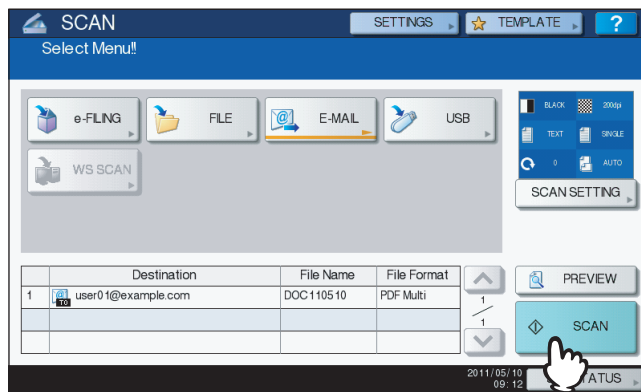 SCAN
SETTINGS
TEMPLATE
?
Select Menu!!
e-FILING
FILE
@
E-MAIL
USB
BLACK
200dpi
TEXT
SINGLE
0
AUTO
WS SCAN
SCAN SETTING
Destination File Name File Format
1 @ TO user01@example.com DOC110510 PDF Multi
1
1
PREVIEW
SCAN
2011/05/10
09:12
ATUS